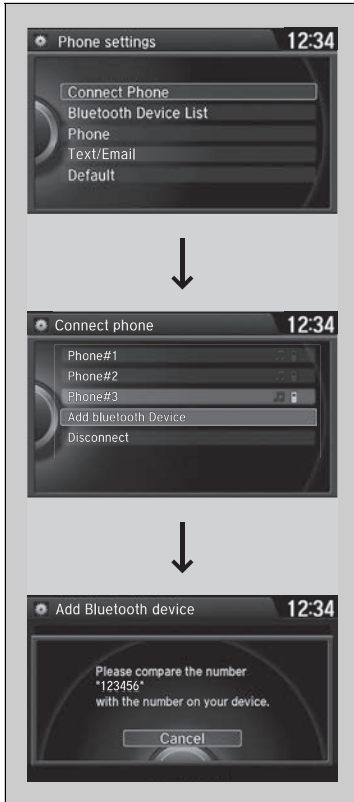 Phone settings 12:34
Connect Phone
Bluetooth Device List
Phone
Text/Email
Default
Connect phone 12:34
Phone#1
Phone#2
Phone#3
Add bluetooth Device
Disconnect
Add Bluetooth device 12:34
Please compare the number
"123456"
with the number on your device.
Cancel